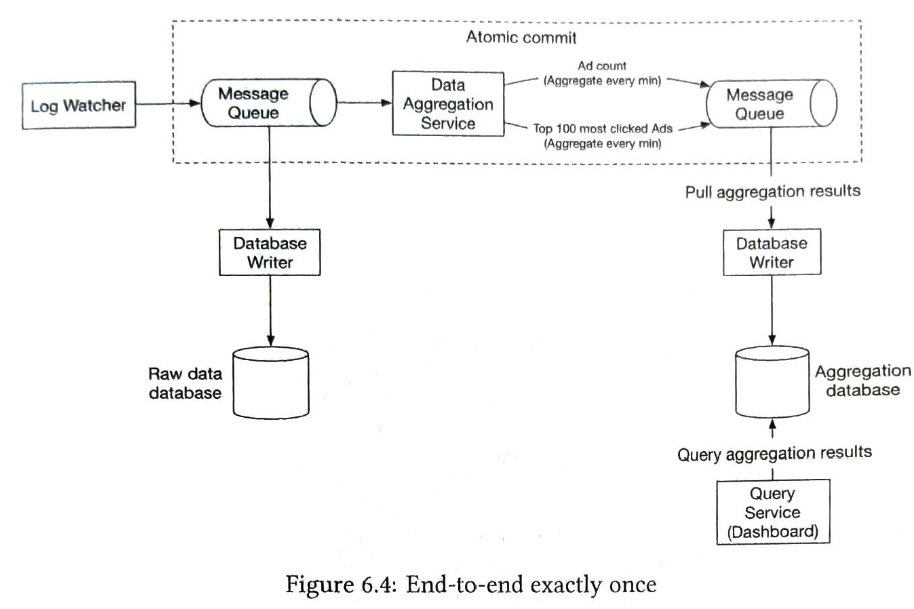 Atomic commit
Log Watcher
Message
Queue
Data
Aggregation
Service
Ad count
(Aggregate every min)
Top 100 most clicked Ads
(Aggregate every min)
Message
Queue
Pull aggregation results
Database
Writer
Database
Writer
Raw data
database
Aggregation
database
Query aggregation results
Query
Service
(Dashboard)
Figure 6.4: End-to-end exactly once